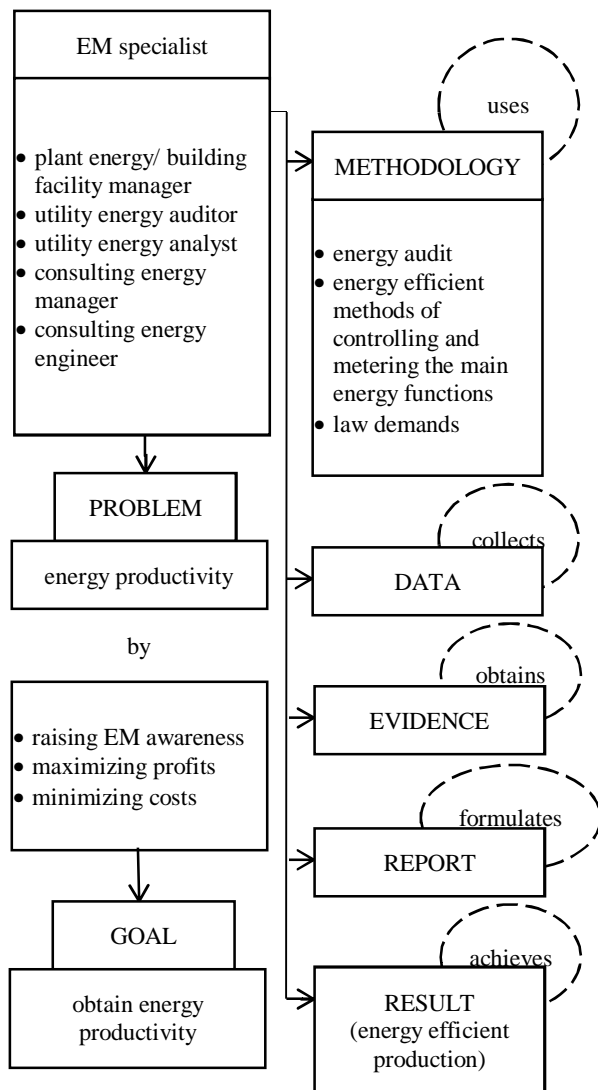 EM specialist
• plant energy/ building
facility manager
• utility energy auditor
• utility energy analyst
• consulting energy
manager
• consulting energy
engineer
PROBLEM
energy productivity
by
• raising EM awareness
• maximizing profits
• minimizing costs
GOAL
obtain energy
productivity
uses
METHODOLOGY
• energy audit
• energy efficient
methods of
controlling and
metering the main
energy functions
• law demands
collects
DATA
obtains
EVIDENCE
formulates
REPORT
achieves
RESULT
(energy efficient
production)